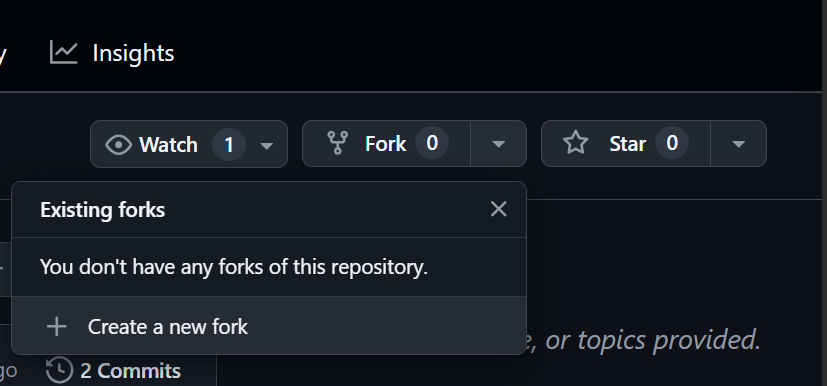 y Insights
Watch 1 Fork 0 Star 0
Existing forks
You don't have any forks of this repository.
Create a new fork
e, or topics provided.
go 2 Commits